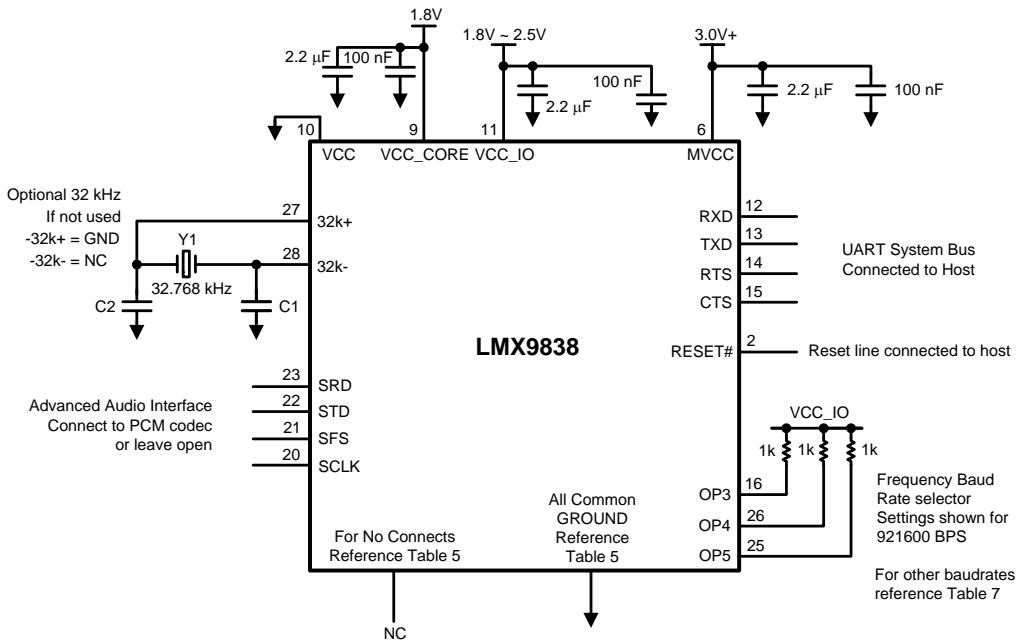 1.8V
1.8V ~ 2.5V
3.0V+
2.2 μF
100 nF
2.2 μF
100 nF
2.2 μF
100 nF
10
9
11
6
VCC
VCC_CORE
VCC_IO
MVCC
Optional 32 kHz
If not used
-32k+ = GND
-32k- = NC
27
32k+
Y1
28
32k-
32.768 kHz
C2
C1
RXD
12
TXD
13
RTS
14
CTS
15
UART System Bus
Connected to Host
LMX9838
RESET#
2
Reset line connected to host
Advanced Audio Interface
Connect to PCM codec
or leave open
23
SRD
22
STD
21
SFS
20
SCLK
VCC_IO
1k
1k
1k
OP3
16
OP4
26
OP5
25
Frequency Baud
Rate selector
Settings shown for
921600 BPS
For other baudrates
reference Table 7
For No Connects
Reference Table 5
All Common
GROUND
Reference
Table 5
NC